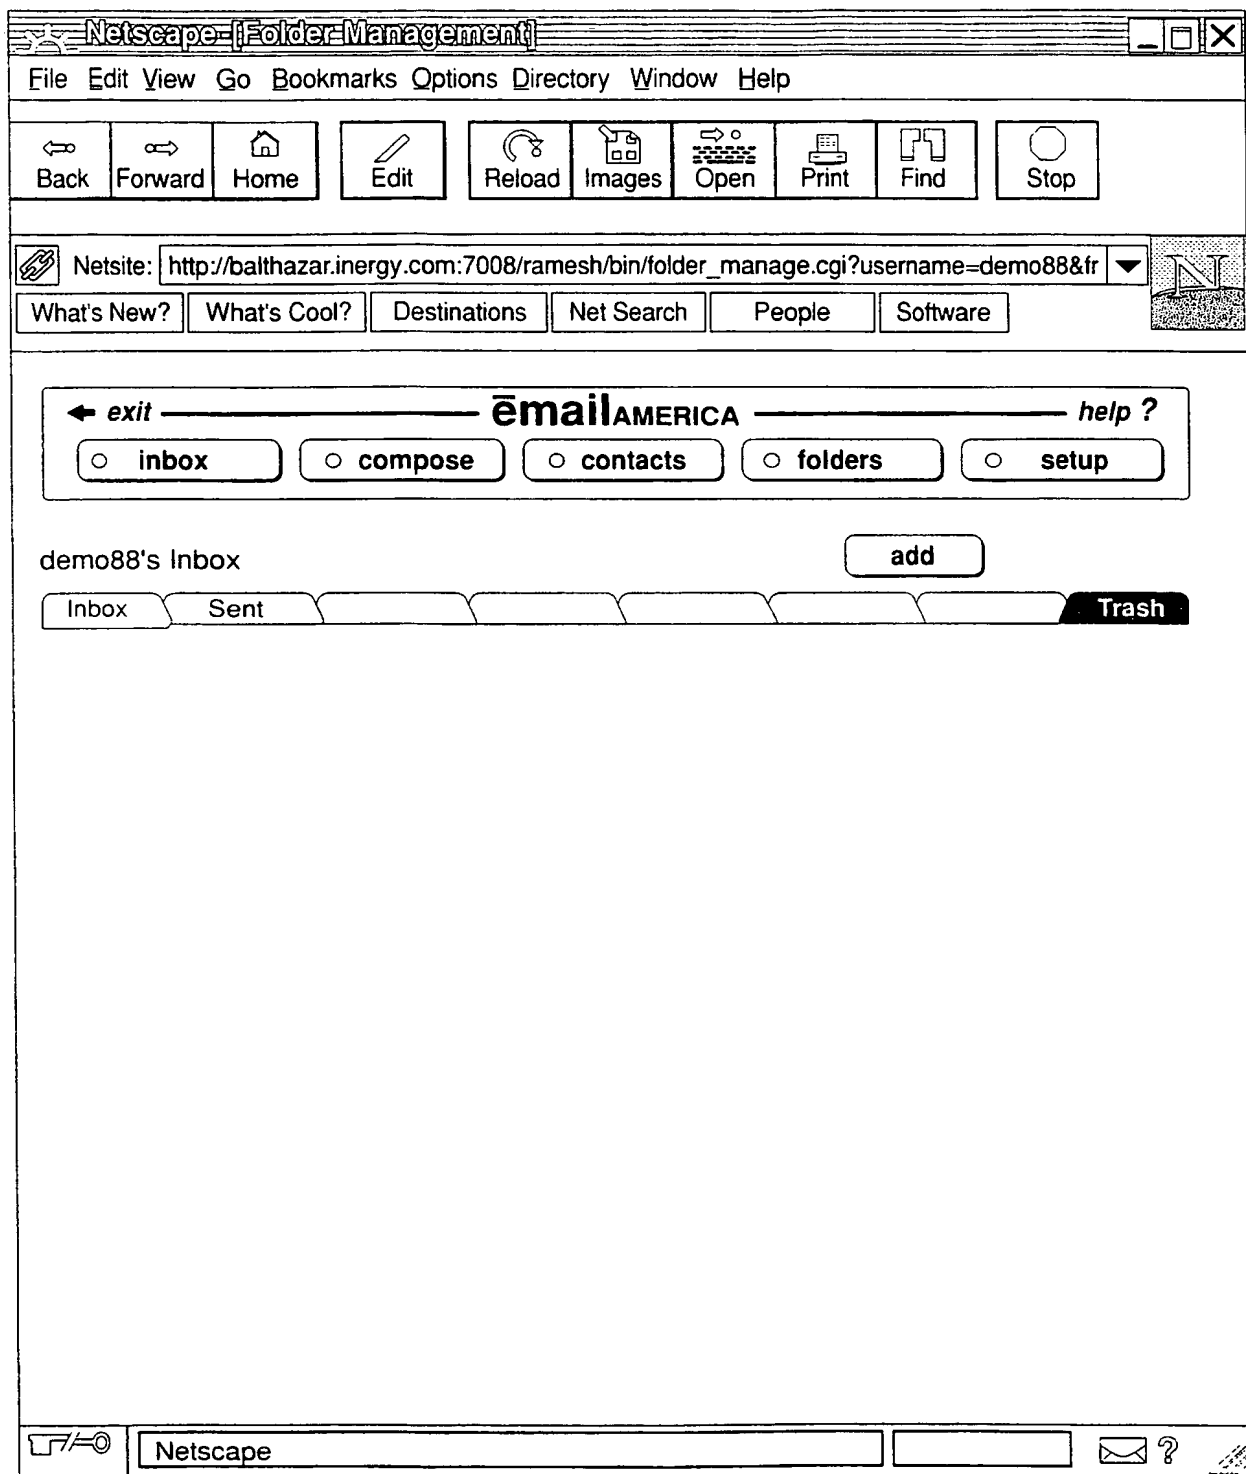 Netscape-[Folder Management]
File Edit View Go Bookmarks Options Directory Window Help
Back Forward Home Edit Reload Images Open Print Find Stop
Netsite: http://balthazar.inergy.com:7008/ramesh/bin/folder_manage.cgi?username=demo88&fr
N
What's New? What's Cool? Destinations Net Search People Software
exit ēmailAMERICA help ?
inbox compose contacts folders setup
demo88's Inbox add
Inbox Sent Trash
Netscape ?